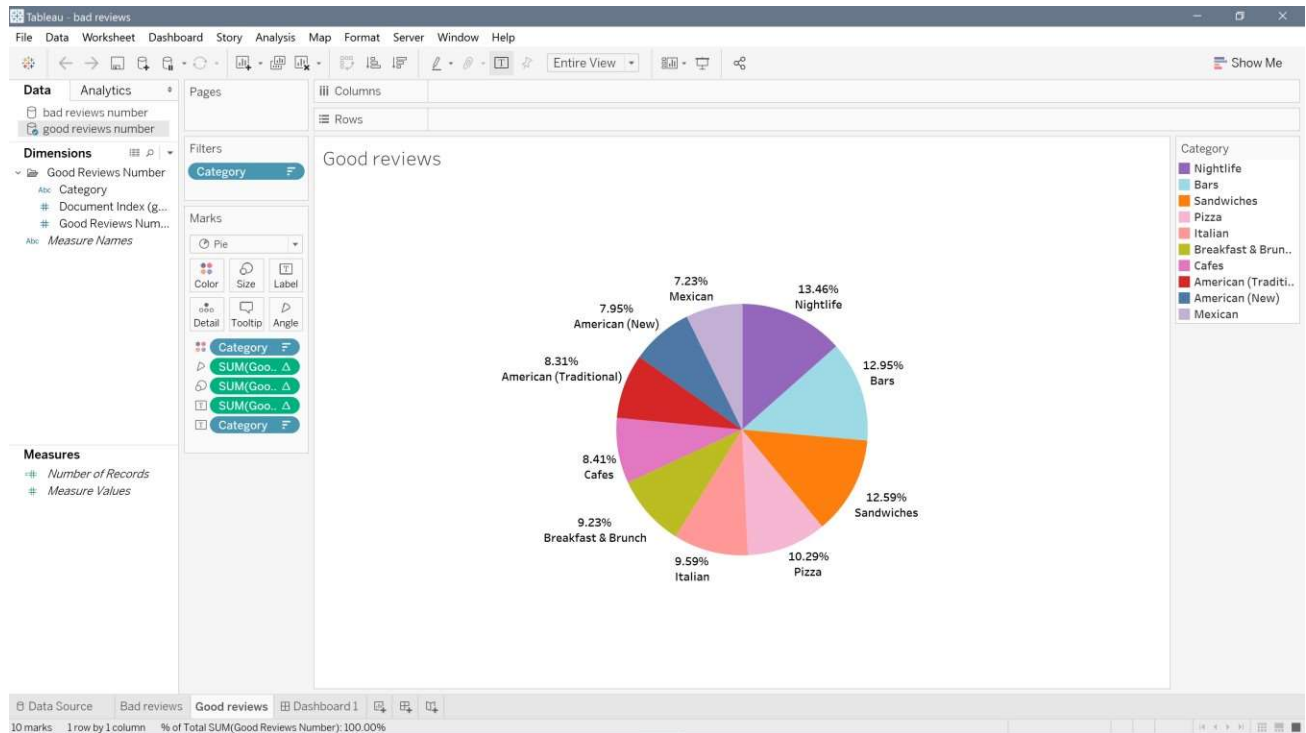 Tableau - bad reviews
File Data Worksheet Dashboard Story Analysis Map Format Server Window Help
Entire View
Show Me
Data Analytics
bad reviews number
good reviews number
Dimensions
Good Reviews Number
Abc Category
# Document Index (g...
# Good Reviews Num...
Abc Measure Names
Measures
Number of Records
# Measure Values
Pages
Filters
Category
Marks
Pie
Color Size Label
Detail Tooltip Angle
Category
SUM(Goo.. Δ
SUM(Goo.. Δ
SUM(Goo.. Δ
Category
Columns
Rows
Good reviews
7.23%
Mexican
13.46%
Nightlife
7.95%
American (New)
12.95%
Bars
8.31%
American (Traditional)
8.41%
Cafes
12.59%
Sandwiches
9.23%
Breakfast & Brunch
10.29%
Pizza
9.59%
Italian
Category
Nightlife
Bars
Sandwiches
Pizza
Italian
Breakfast & Brun..
Cafes
American (Traditi..
American (New)
Mexican
Data Source Bad reviews Good reviews Dashboard 1
10 marks 1 row by 1 column % of Total SUM(Good Reviews Number): 100.00%